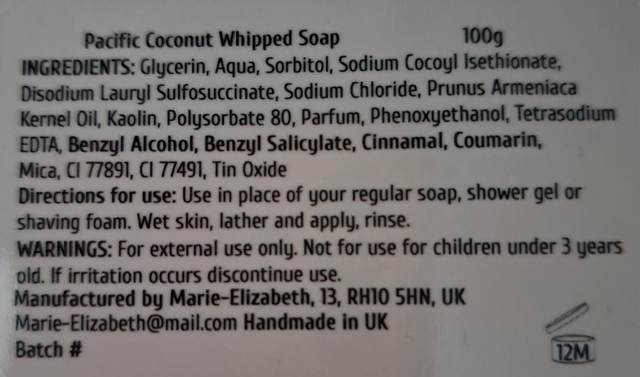 Pacific Coconut Whipped Soap 100g
INGREDIENTS: Glycerin, Aqua, Sorbitol, Sodium Cocoyl Isethionate,
Disodium Lauryl Sulfosuccinate, Sodium Chloride, Prunus Armeniaca
Kernel Oil, Kaolin, Polysorbate 80, Parfum, Phenoxyethanol, Tetrasodium
EDTA, Benzyl Alcohol, Benzyl Salicylate, Cinnamal, Coumarin,
Mica, CI 77891, CI 77491, Tin Oxide
Directions for use: Use in place of your regular soap, shower gel or
shaving foam. Wet skin, lather and apply, rinse.
WARNINGS: For external use only. Not for use for children under 3 years
old. If irritation occurs discontinue use.
Manufactured by Marie-Elizabeth, 13, RH10 5HN, UK
Marie-Elizabeth@mail.com Handmade in UK
Batch #
12M